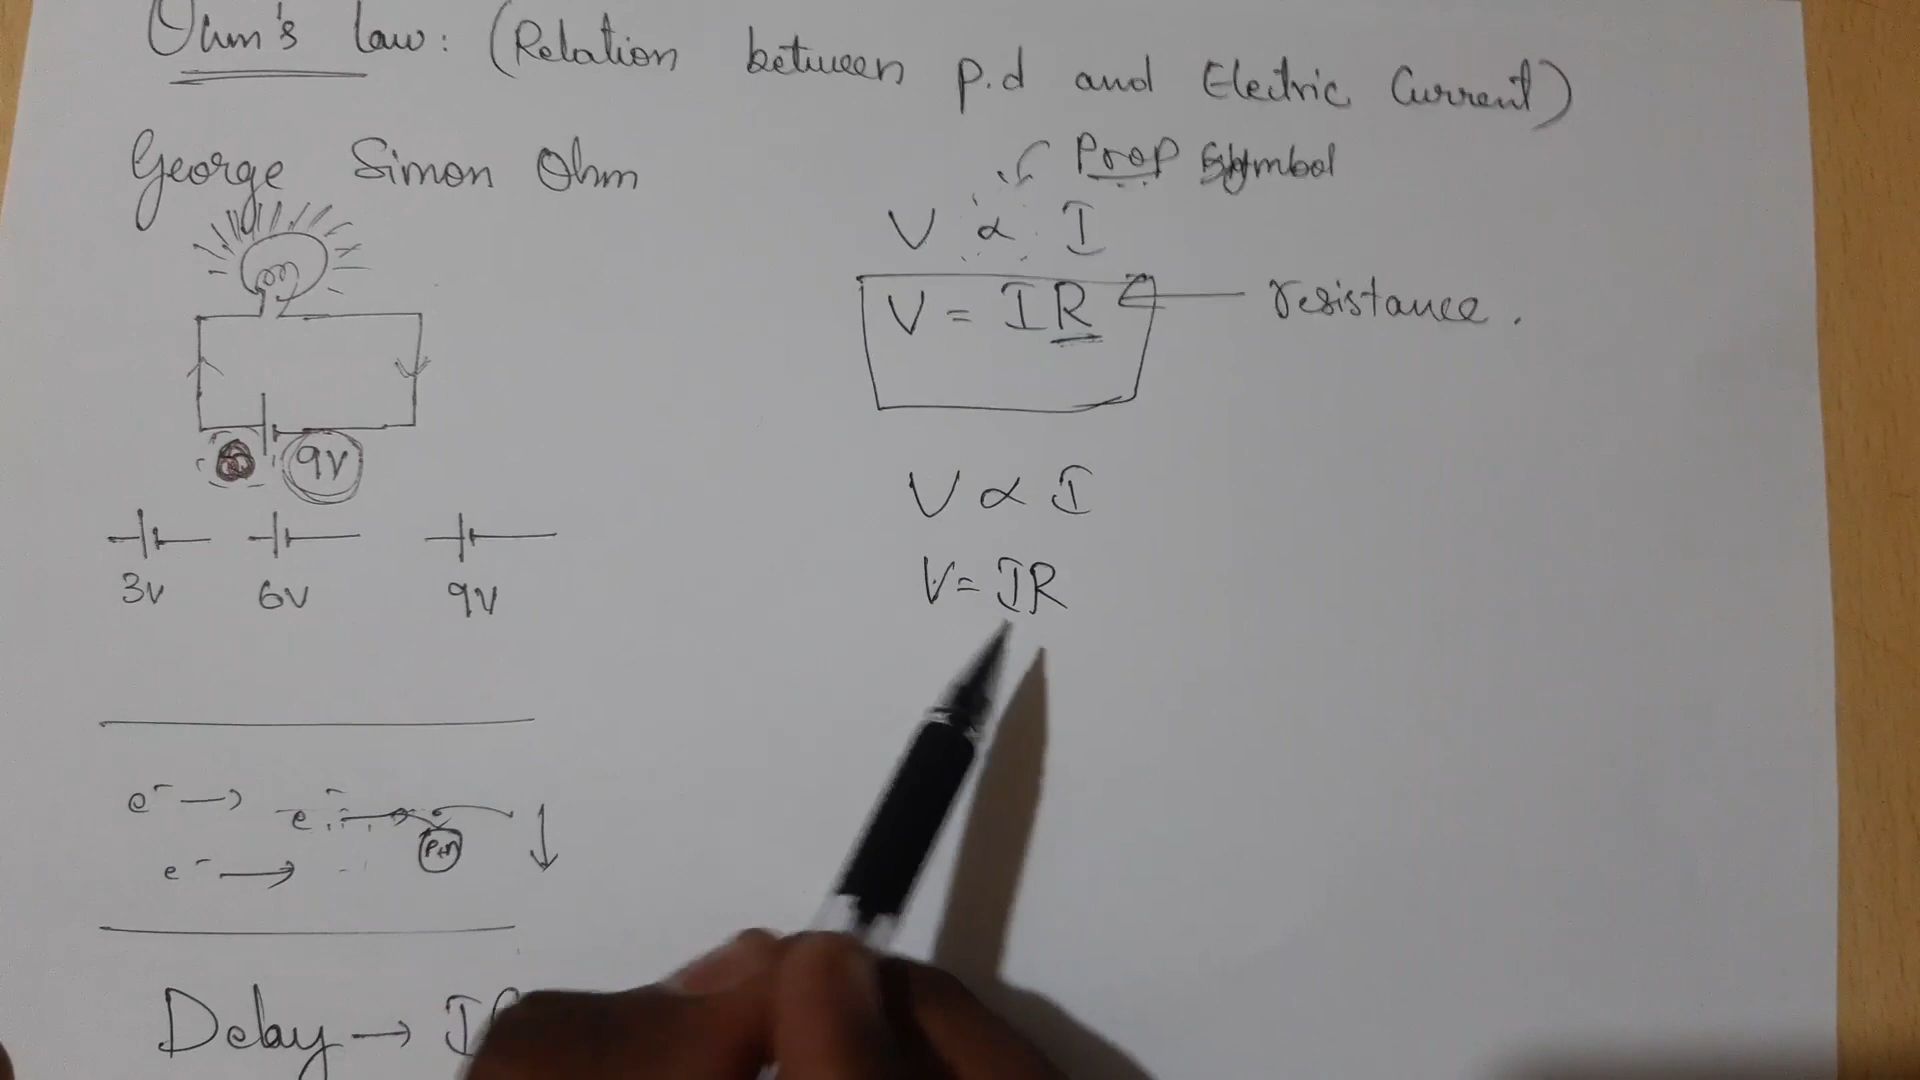 Ohm's law: (Relation between p.d and Electric Current)
George Simon Ohm
Prop Symbol
V ∝ I
V = IR ← resistance.
9V
V ∝ I
V = IR
3V 6V 9V
e⁻ → e⁻ →
P+n
e⁻ →
Delay → I